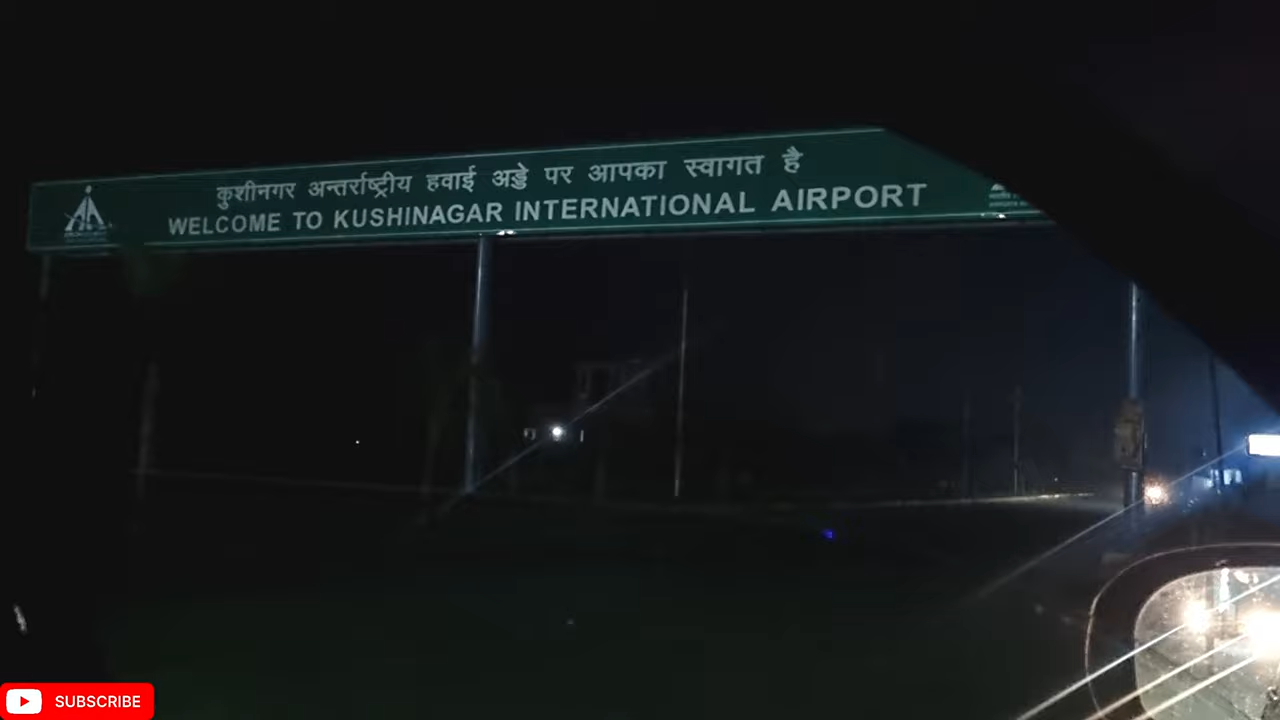 कुशीनगर अन्तर्राष्ट्रीय हवाई अड्डे पर आपका स्वागत है
WELCOME TO KUSHINAGAR INTERNATIONAL AIRPORT
SUBSCRIBE